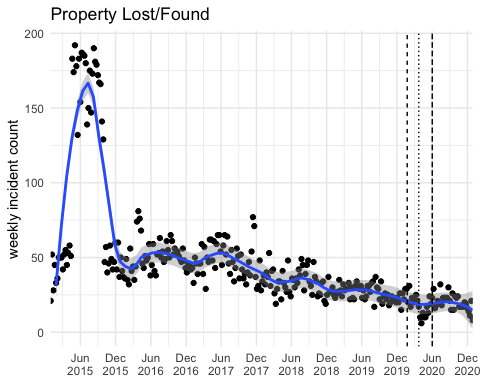 Property Lost/Found
weekly incident count
200
150
100
50
0
Jun Dec Jun Dec Jun Dec Jun Dec Jun Dec Jun Dec
2015 2015 2016 2016 2017 2017 2018 2018 2019 2019 2020 2020